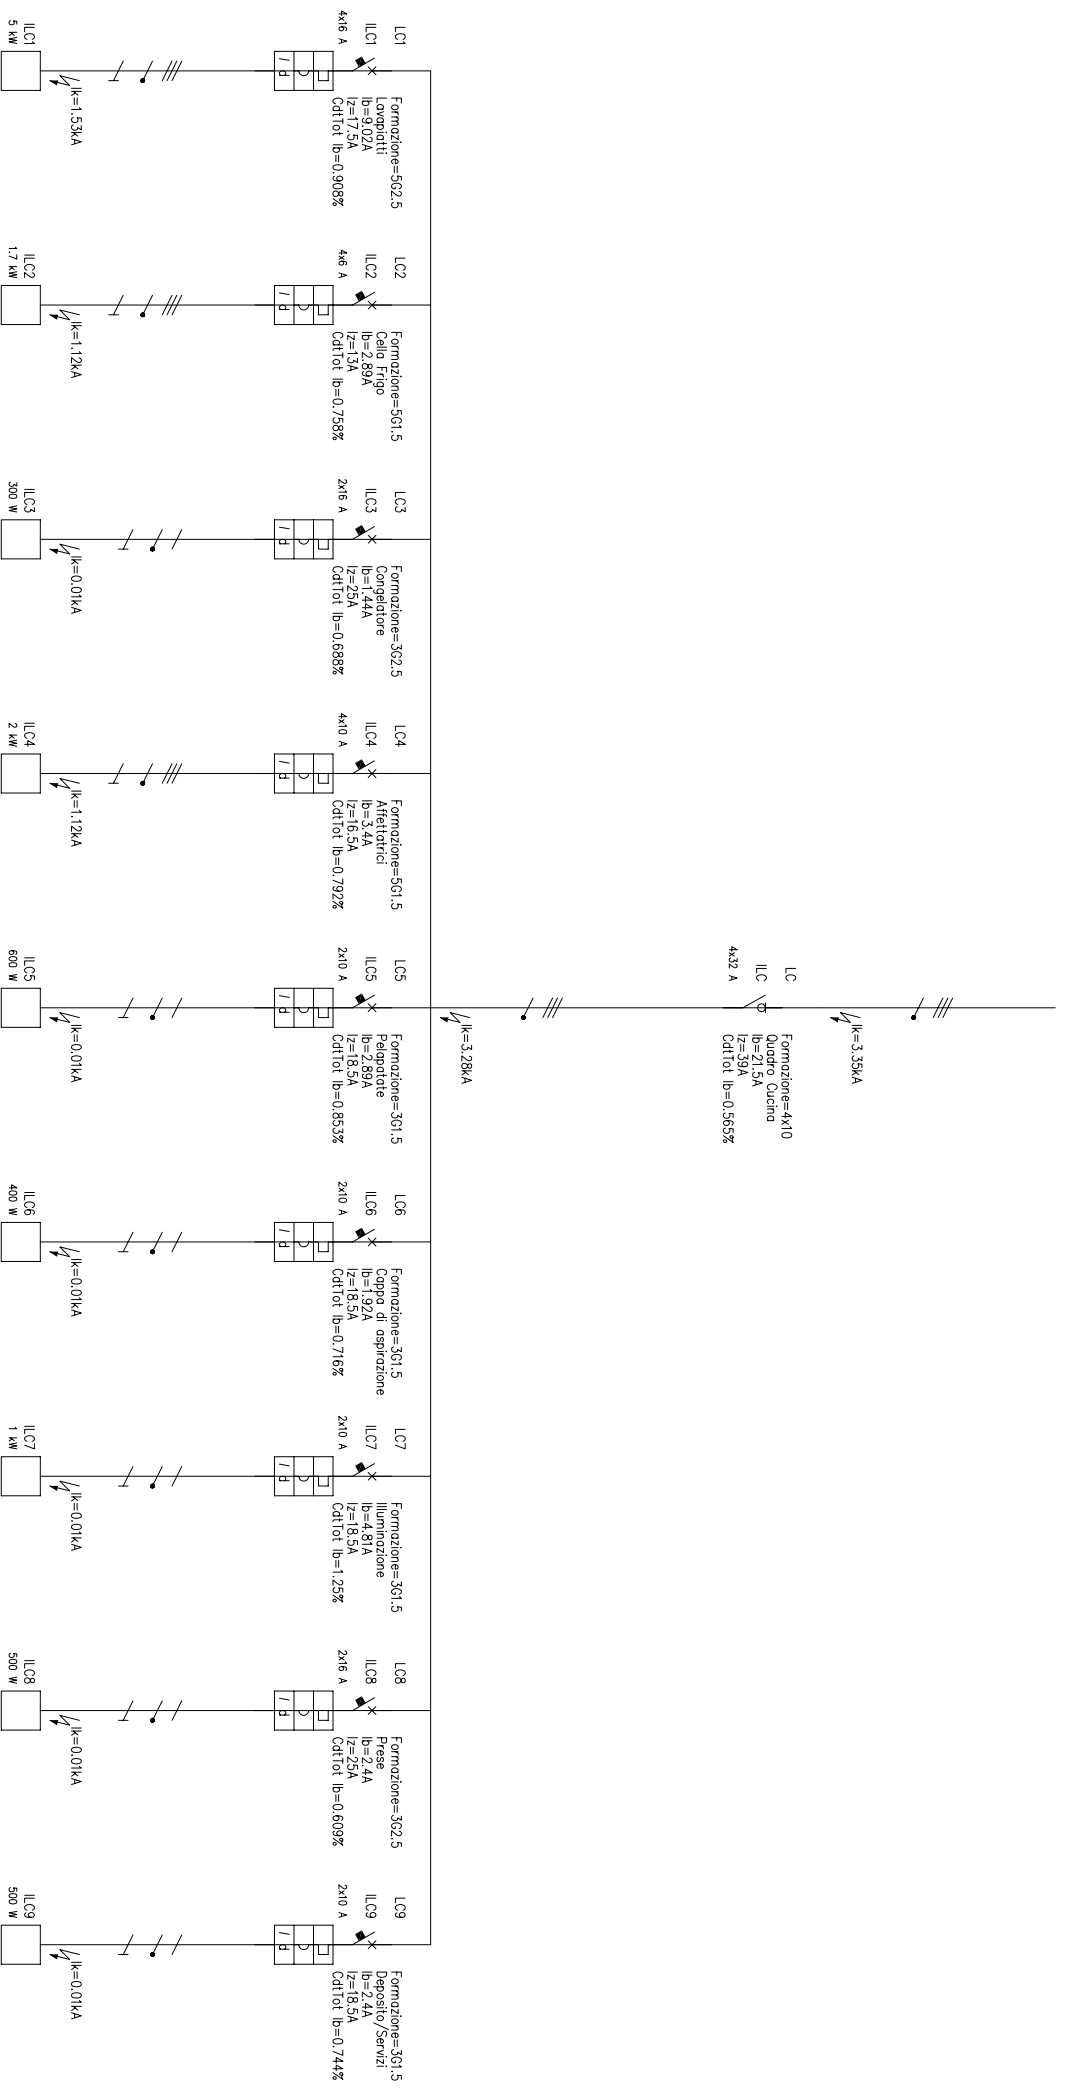 LC
ILC
4x32 A
Formazione=4x10
Quadro Cucina
Ib=21.5A
Iz=39A
CdtTot Ib=0.565%
Ik=3.35kA
Ik=3.28kA
LC1
ILC1
4x16 A
Formazione=5G2.5
Lavapiatti
Ib=9.02A
Iz=17.5A
CdtTot Ib=0.908%
I d
Ik=1.53kA
ILC1
5 kW
LC2
ILC2
4x6 A
Formazione=5G1.5
Cella Frigo
Ib=2.89A
Iz=13A
CdtTot Ib=0.758%
I d
Ik=1.12kA
ILC2
1.7 kW
LC3
ILC3
2x16 A
Formazione=3G2.5
Congelatore
Ib=1.44A
Iz=25A
CdtTot Ib=0.688%
I d
Ik=0.01kA
ILC3
300 W
LC4
ILC4
4x10 A
Formazione=5G1.5
Affettatrici
Ib=3.4A
Iz=16.5A
CdtTot Ib=0.792%
I d
Ik=1.12kA
ILC4
2 kW
LC5
ILC5
2x10 A
Formazione=3G1.5
Pelapatate
Ib=2.89A
Iz=18.5A
CdtTot Ib=0.853%
I d
Ik=0.01kA
ILC5
600 W
LC6
ILC6
2x10 A
Formazione=3G1.5
Cappa di aspirazione
Ib=1.92A
Iz=18.5A
CdtTot Ib=0.716%
I d
Ik=0.01kA
ILC6
400 W
LC7
ILC7
2x10 A
Formazione=3G1.5
Illuminazione
Ib=4.81A
Iz=18.5A
CdtTot Ib=1.25%
I d
Ik=0.01kA
ILC7
1 kW
LC8
ILC8
2x16 A
Formazione=3G2.5
Prese
Ib=2.4A
Iz=25A
CdtTot Ib=0.609%
I d
Ik=0.01kA
ILC8
500 W
LC9
ILC9
2x10 A
Formazione=3G1.5
Deposito/Servizi
Ib=2.4A
Iz=18.5A
CdtTot Ib=0.744%
I d
Ik=0.01kA
ILC9
500 W